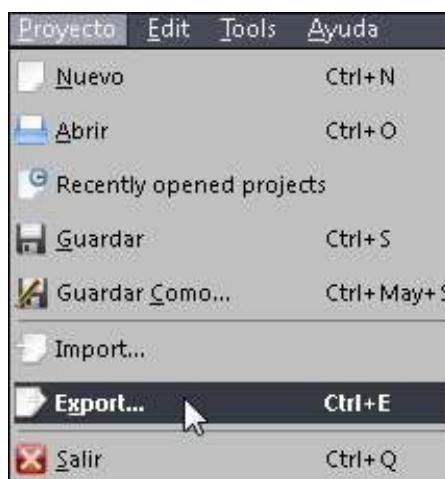 Proyecto Edit Tools Ayuda
Nuevo Ctrl+N
Abrir Ctrl+O
Recently opened projects
Guardar Ctrl+S
Guardar Como... Ctrl+May+S
Import...
Export... Ctrl+E
Salir Ctrl+Q